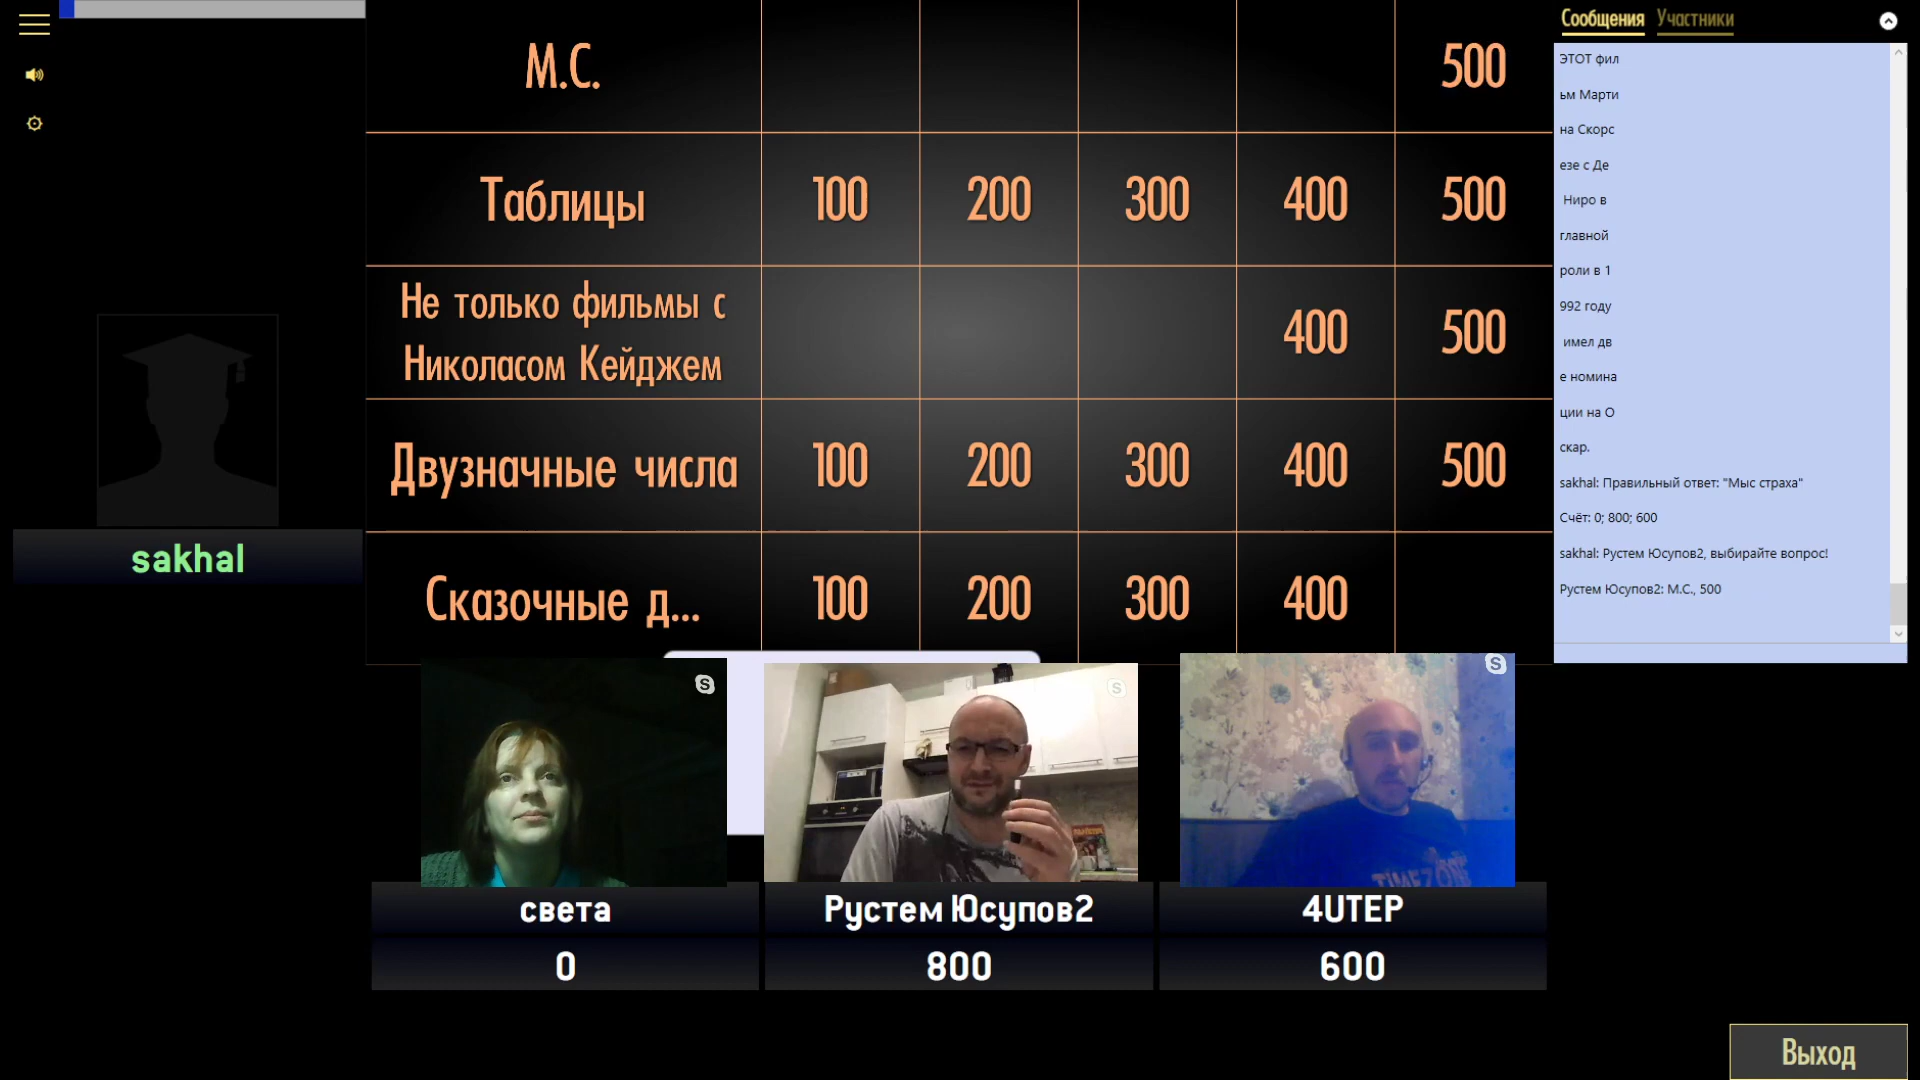 М.С.
500
Таблицы
100
200
300
400
500
Не только фильмы с
Николасом Кейджем
400
500
Двузначные числа
100
200
300
400
500
Сказочные д...
100
200
300
400
sakhal
Сообщения
Участники
ЭТОТ фил
ьм Марти
на Скорс
езе с Де
Ниро в
главной
роли в 1
992 году
имел дв
е номина
ции на О
скар.
sakhal: Правильный ответ: "Мыс страха"
Счёт: 0; 800; 600
sakhal: Рустем Юсупов2, выбирайте вопрос!
Рустем Юсупов2: М.С., 500
S
S
S
TIMEZONE
света
Рустем Юсупов2
4UTEP
0
800
600
Выход